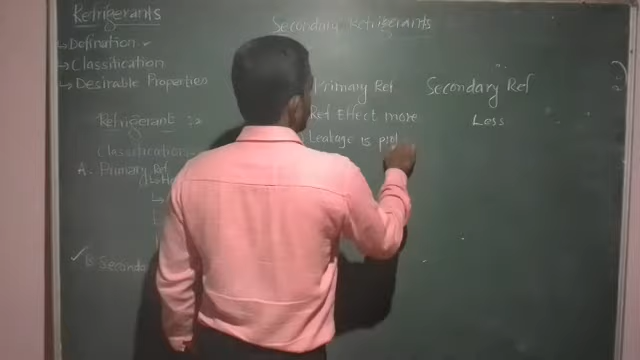 Refrigerants
Definition
Classification
Desirable Properties
Refrigerant :-
Classification
A. Primary Ref
B. Seconda
Secondary Refrigerants
Primary Ref Secondary Ref
Ref Effect more Less
Leakage is